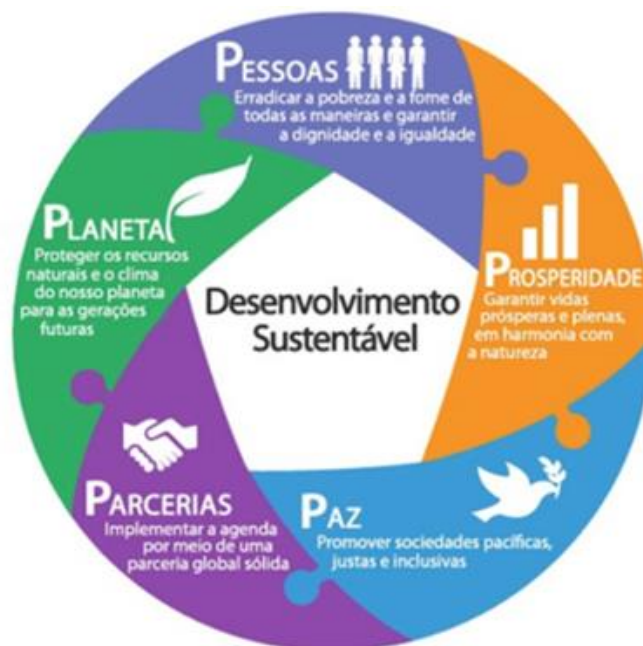 PESSOAS
Erradicar a pobreza e a fome de
todas as maneiras e garantir
a dignidade e a igualdade
PROSPERIDADE
Garantir vidas
prósperas e plenas,
em harmonia com
a natureza
PAZ
Promover sociedades pacíficas,
justas e inclusivas
PARCERIAS
Implementar a agenda
por meio de uma
parceria global sólida
PLANETA
Proteger os recursos
naturais e o clima
do nosso planeta
para as gerações
futuras
Desenvolvimento
Sustentável